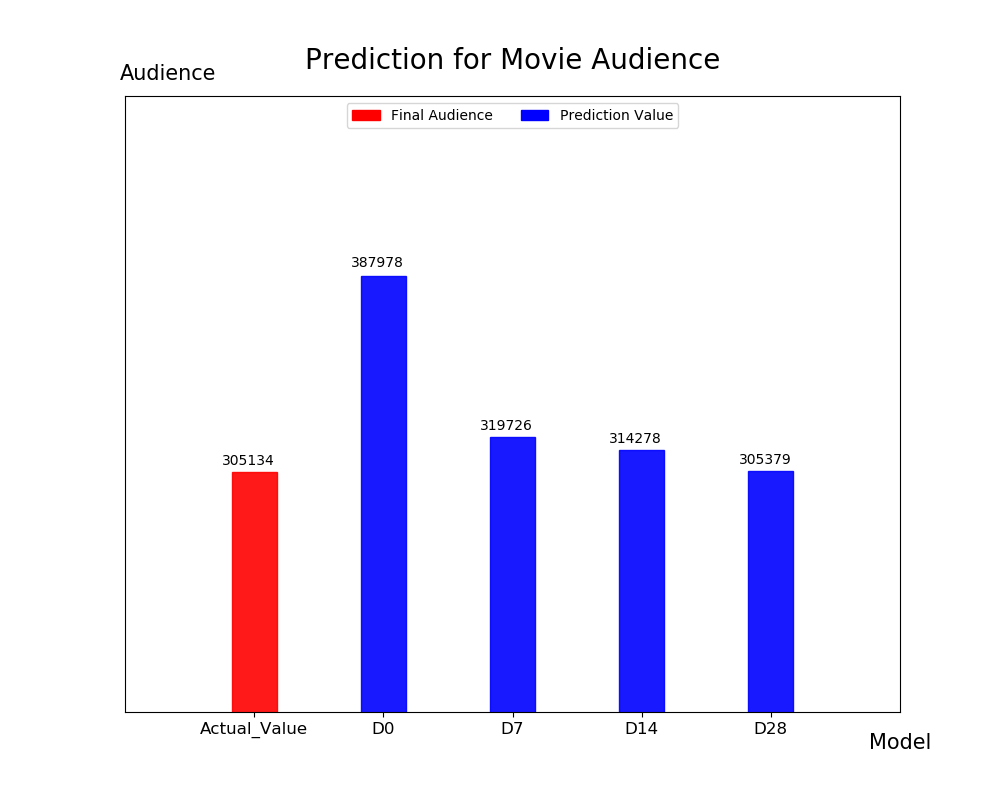 Prediction for Movie Audience
Audience
Final Audience
Prediction Value
387978
319726
314278
305134
305379
Actual_Value
D0
D7
D14
D28
Model